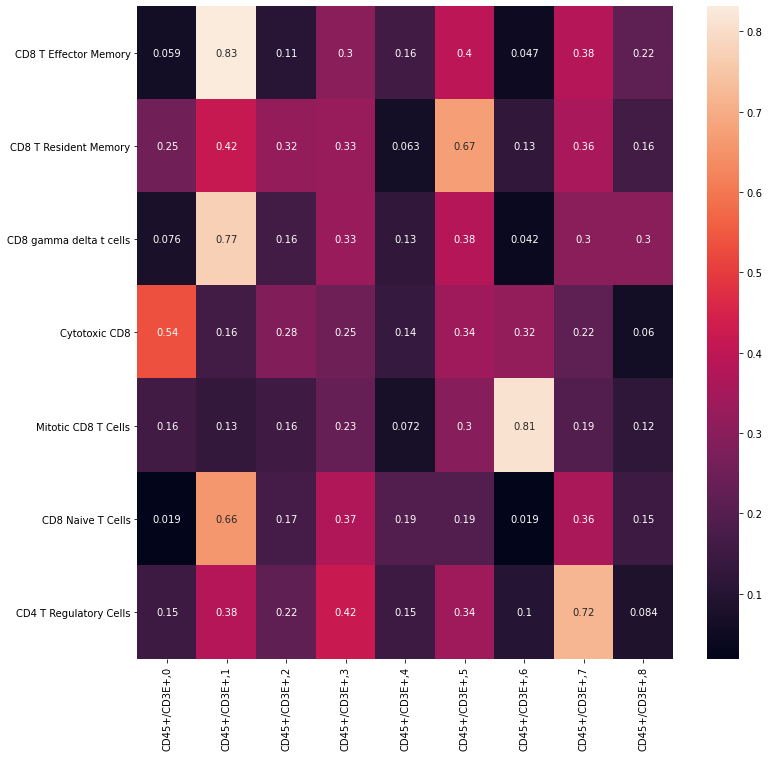 CD8 T Effector Memory 0.059 0.83 0.11 0.3 0.16 0.4 0.047 0.38 0.22
CD8 T Resident Memory 0.25 0.42 0.32 0.33 0.063 0.67 0.13 0.36 0.16
CD8 gamma delta t cells 0.076 0.77 0.16 0.33 0.13 0.38 0.042 0.3 0.3
Cytotoxic CD8 0.54 0.16 0.28 0.25 0.14 0.34 0.32 0.22 0.06
Mitotic CD8 T Cells 0.16 0.13 0.16 0.23 0.072 0.3 0.81 0.19 0.12
CD8 Naive T Cells 0.019 0.66 0.17 0.37 0.19 0.19 0.019 0.36 0.15
CD4 T Regulatory Cells 0.15 0.38 0.22 0.42 0.15 0.34 0.1 0.72 0.084
CD45+/CD3E+,0
CD45+/CD3E+,1
CD45+/CD3E+,2
CD45+/CD3E+,3
CD45+/CD3E+,4
CD45+/CD3E+,5
CD45+/CD3E+,6
CD45+/CD3E+,7
CD45+/CD3E+,8
0.8
0.7
0.6
0.5
0.4
0.3
0.2
0.1